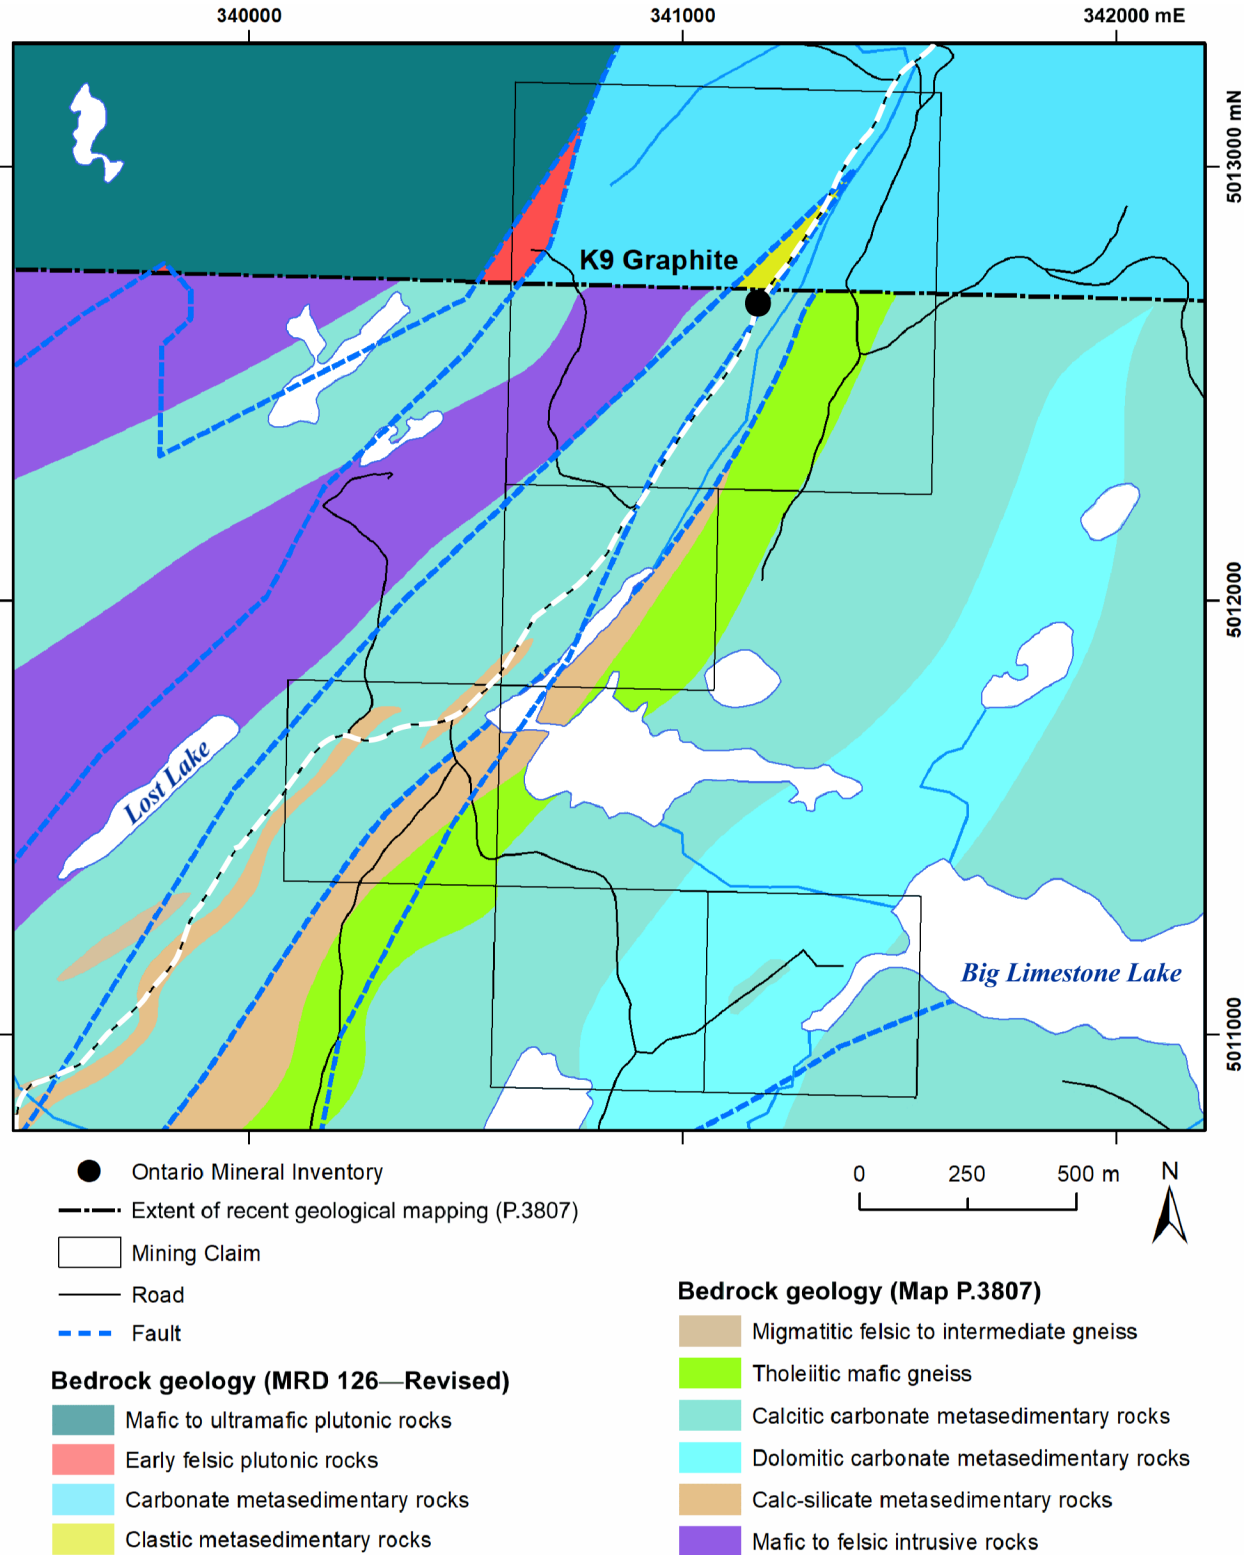 340000
341000
342000 mE
5013000 mN
K9 Graphite
5012000
Lost Lake
Big Limestone Lake
5011000
Ontario Mineral Inventory
Extent of recent geological mapping (P.3807)
Mining Claim
Road
Fault
0 250 500 m
N
Bedrock geology (MRD 126—Revised)
Mafic to ultramafic plutonic rocks
Early felsic plutonic rocks
Carbonate metasedimentary rocks
Clastic metasedimentary rocks
Bedrock geology (Map P.3807)
Migmatitic felsic to intermediate gneiss
Tholeiitic mafic gneiss
Calcitic carbonate metasedimentary rocks
Dolomitic carbonate metasedimentary rocks
Calc-silicate metasedimentary rocks
Mafic to felsic intrusive rocks